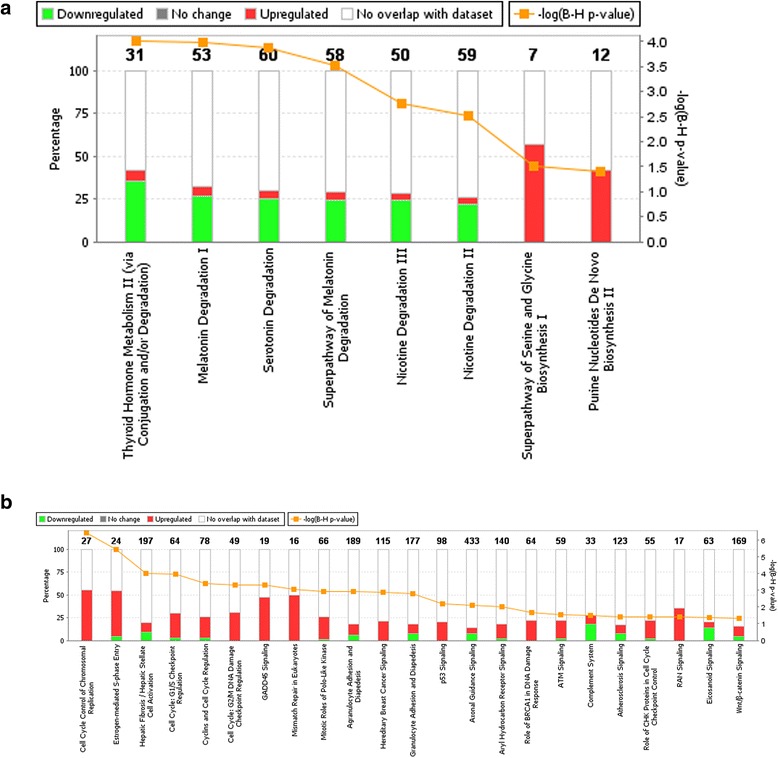 a
Downregulated No change Upregulated No overlap with dataset -log(B-H p-value)
31 53 60 58 50 59 7 12
100
75
50
25
0
Percentage
4.0
3.5
3.0
2.5
2.0
1.5
1.0
0.5
0.0
-log(B-H p-value)
Thyroid Hormone Metabolism II (via
Conjugation and/or Degradation)
Melatonin Degradation I
Serotonin Degradation
Superpathway of Melatonin
Degradation
Nicotine Degradation III
Nicotine Degradation II
Superpathway of Serine and Glycine
Biosynthesis I
Purine Nucleotides De Novo
Biosynthesis II
b
Downregulated No change Upregulated No overlap with dataset -log(B-H p-value)
27 24 197 64 78 49 19 16 66 189 115 177 98 433 140 64 59 33 123 55 17 63 169
100
75
50
25
0
Percentage
6
5
4
3
2
1
0
-log(B-H p-value)
Cell Cycle Control of Chromosomal
Replication
Estrogen-mediated S-phase Entry
Hepatic Fibrosis / Hepatic Stellate
Cell Activation
Cell Cycle: G1/S Checkpoint
Regulation
Cyclins and Cell Cycle Regulation
Cell Cycle: G2/M DNA Damage
Checkpoint Regulation
GADD45 Signaling
Mismatch Repair in Eukaryotes
Mitotic Roles of Polo-Like Kinase
Agranulocyte Adhesion and
Diapedesis
Hereditary Breast Cancer Signaling
Granulocyte Adhesion and Diapedesis
p53 Signaling
Axonal Guidance Signaling
Aryl Hydrocarbon Receptor Signaling
Role of BRCA1 in DNA Damage
Response
ATM Signaling
Complement System
Atherosclerosis Signaling
Role of CHK Proteins in Cell Cycle
Checkpoint Control
RAN Signaling
Eicosanoid Signaling
Wnt/β-catenin Signaling